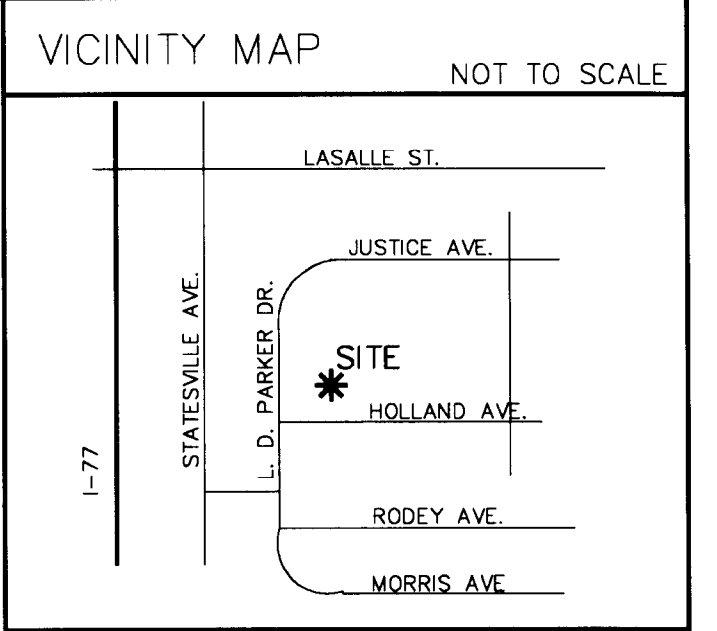 VICINITY MAP
NOT TO SCALE
LASALLE ST.
JUSTICE AVE.
STATESVILLE AVE.
L. D. PARKER DR.
SITE
HOLLAND AVE.
I-77
RODEY AVE.
MORRIS AVE